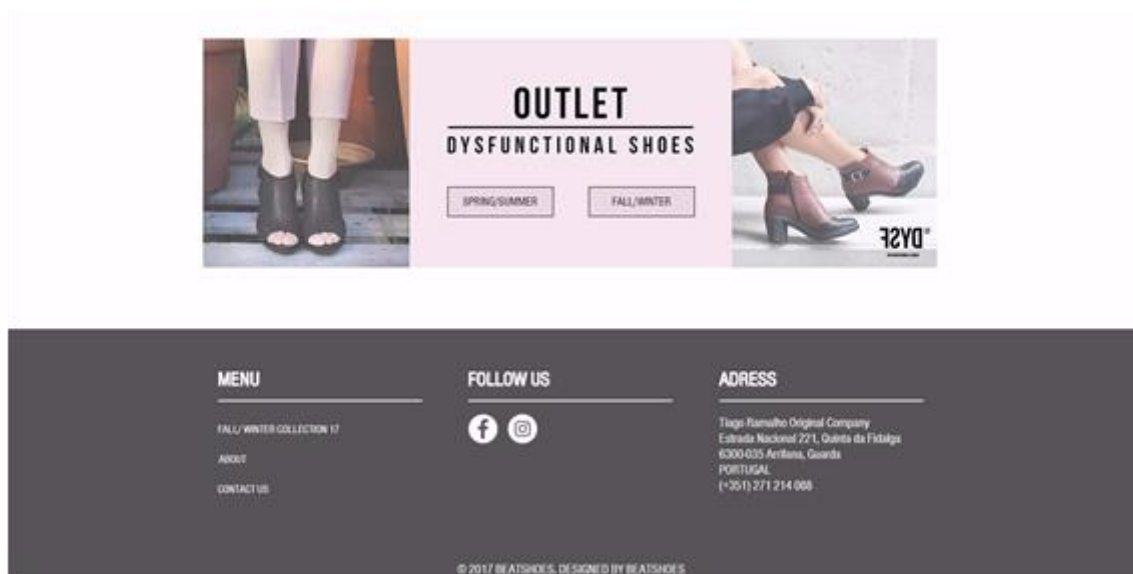 OUTLET
DYSFUNCTIONAL SHOES
SPRING/SUMMER
FALL/WINTER
DYSF®
MENU
FALL/ WINTER COLLECTION 17
ABOUT
CONTACT US
FOLLOW US
ADRESS
Tiago Ramalho Original Company
Estrada Nacional 221, Quinta da Fidalga
6300-035 Arrifana, Guarda
PORTUGAL
(+351) 271 214 068
© 2017 BEATSHOES. DESIGNED BY BEATSHOES